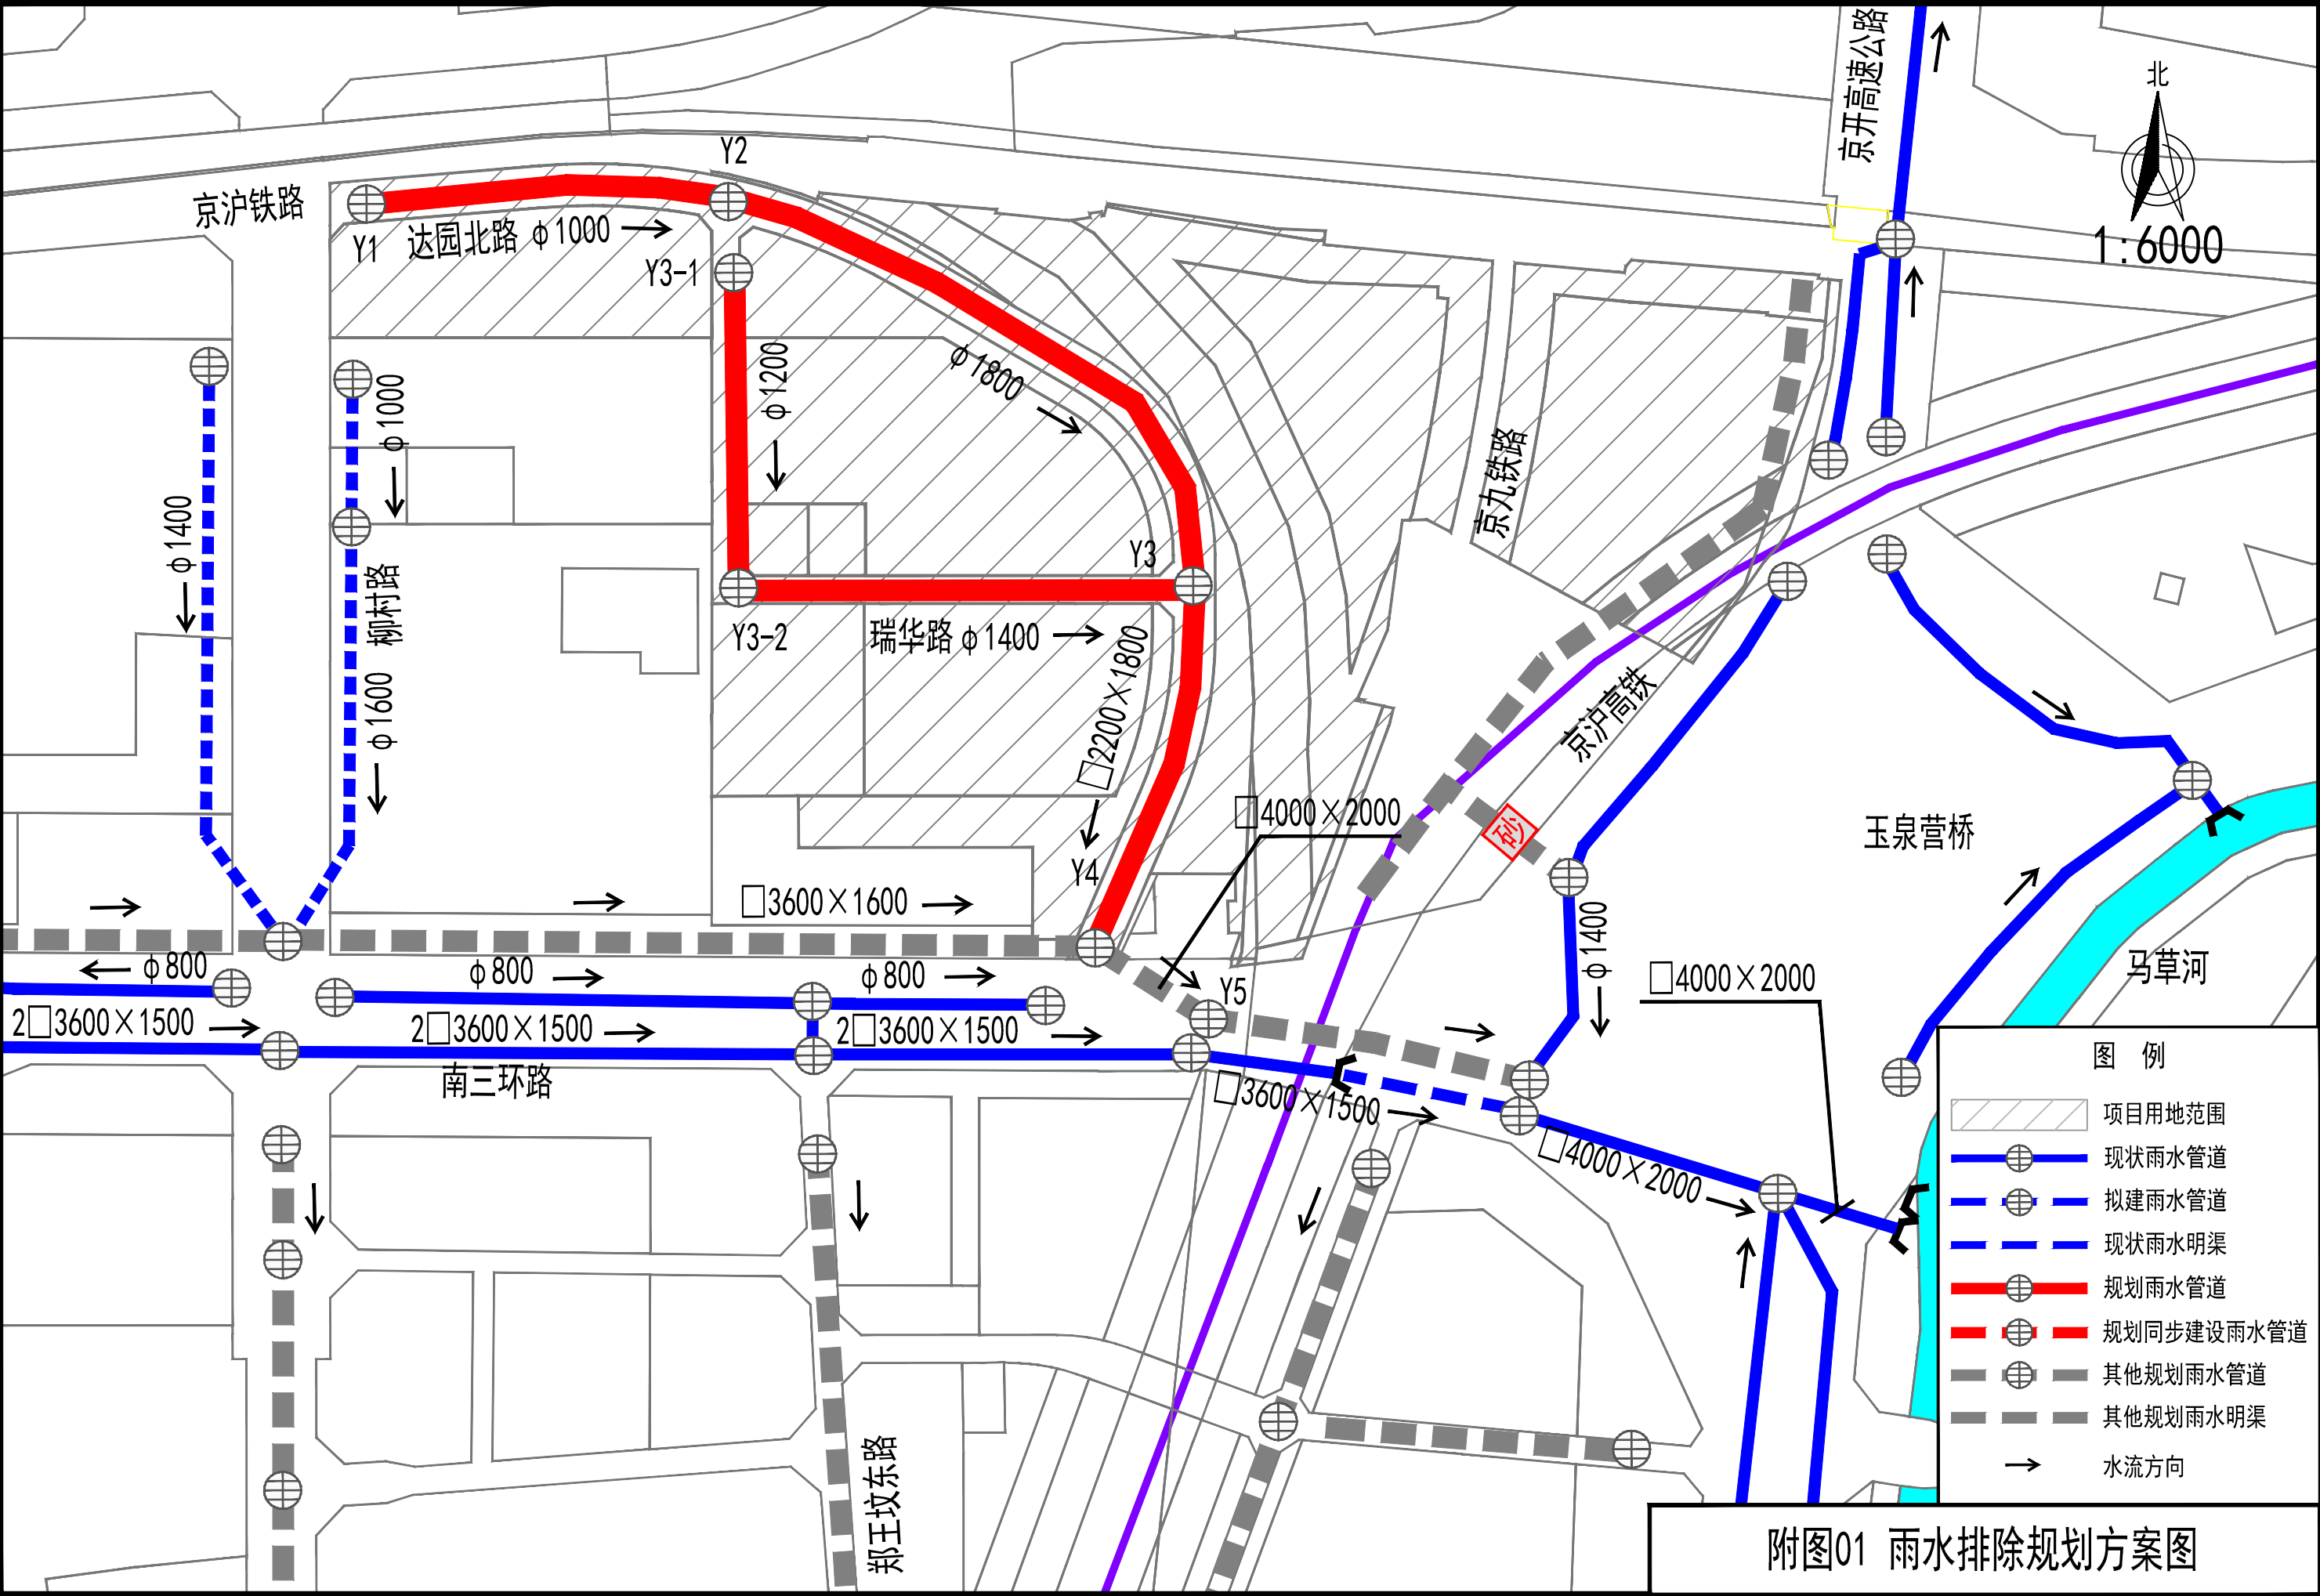 京开高速公路
北
1:6000
京沪铁路
Y2
Y1
达园北路 φ1000
Y3-1
φ1200
φ1800
φ1000
φ1400
京九铁路
Y3
柳村路
φ1600
Y3-2
瑞华路 φ1400
□2200×1800
京沪高铁
□4000×2000
砂
玉泉营桥
Y4
□3600×1600
φ1400
马草河
φ800
φ800
φ800
Y5
□4000×2000
2□3600×1500
2□3600×1500
2□3600×1500
南三环路
□3600×1500
□4000×2000
郑王坟东路
图 例
项目用地范围
现状雨水管道
拟建雨水管道
现状雨水明渠
规划雨水管道
规划同步建设雨水管道
其他规划雨水管道
其他规划雨水明渠
水流方向
附图01 雨水排除规划方案图